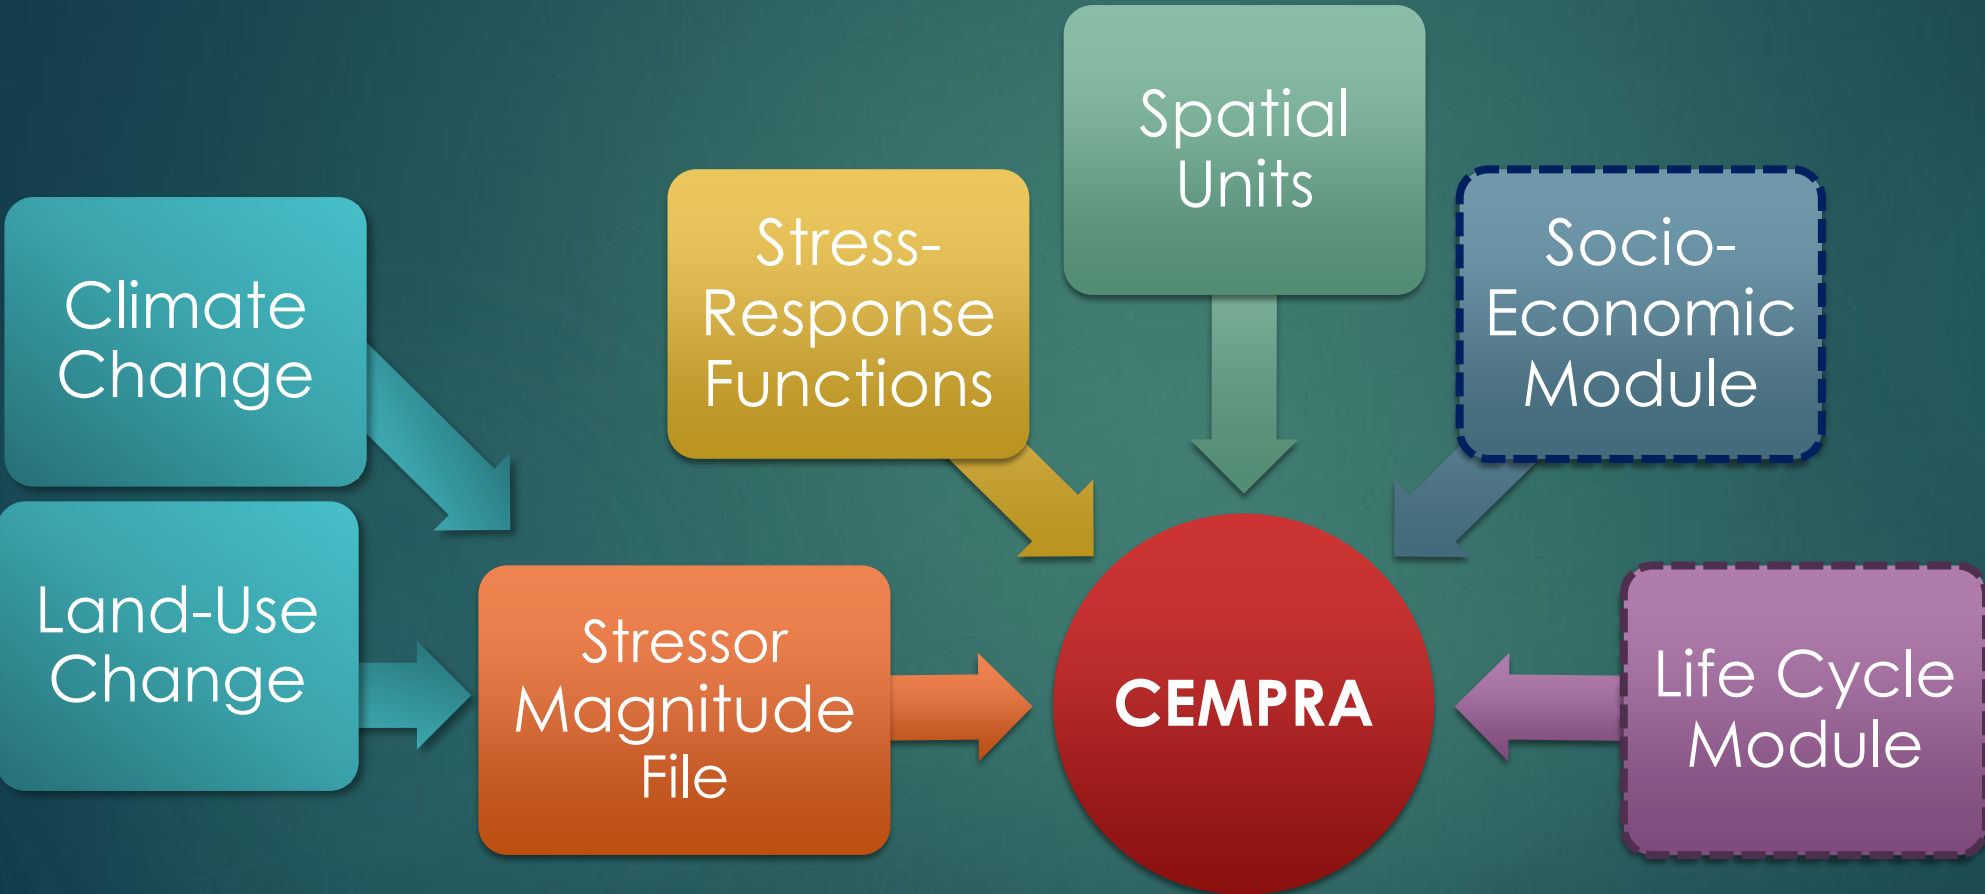 Spatial
Units
Stress-
Response
Functions
Socio-
Economic
Module
Climate
Change
Land-Use
Change
Stressor
Magnitude
File
CEMPRA
Life Cycle
Module